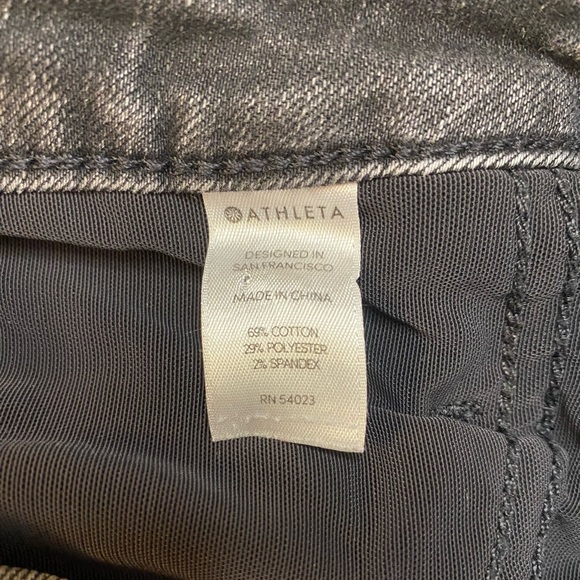 ATHLETA
DESIGNED IN
SAN FRANCISCO
MADE IN CHINA
69% COTTON
29% POLYESTER
2% SPANDEX
RN 54023